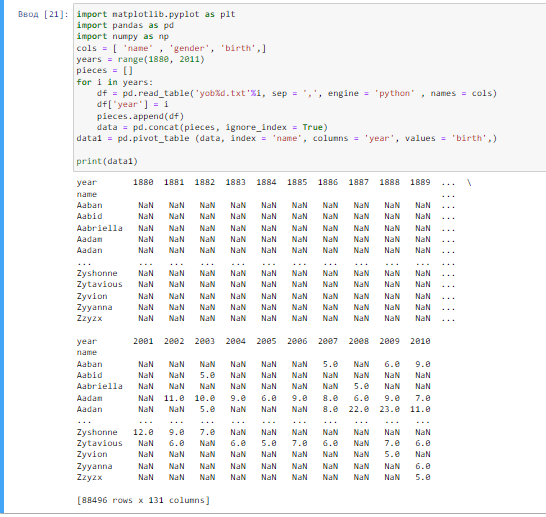 Ввод [21]: import matplotlib.pyplot as plt
import pandas as pd
import numpy as np
cols = [ 'name' , 'gender', 'birth',]
years = range(1880, 2011)
pieces = []
for i in years:
    df = pd.read_table('yob%d.txt'%i, sep = ',', engine = 'python' , names = cols)
    df['year'] = i
    pieces.append(df)
    data = pd.concat(pieces, ignore_index = True)
data1 = pd.pivot_table (data, index = 'name', columns = 'year', values = 'birth',)
print(data1)
year 1880 1881 1882 1883 1884 1885 1886 1887 1888 1889 ... \
name ...
Aaban NaN NaN NaN NaN NaN NaN NaN NaN NaN NaN ...
Aabid NaN NaN NaN NaN NaN NaN NaN NaN NaN NaN ...
Aabriella NaN NaN NaN NaN NaN NaN NaN NaN NaN NaN ...
Aadam NaN NaN NaN NaN NaN NaN NaN NaN NaN NaN ...
Aadan NaN NaN NaN NaN NaN NaN NaN NaN NaN NaN ...
... ... ... ... ... ... ... ... ... ... ... ...
Zyshonne NaN NaN NaN NaN NaN NaN NaN NaN NaN NaN ...
Zytavious NaN NaN NaN NaN NaN NaN NaN NaN NaN NaN ...
Zyvion NaN NaN NaN NaN NaN NaN NaN NaN NaN NaN ...
Zyyanna NaN NaN NaN NaN NaN NaN NaN NaN NaN NaN ...
Zzyzx NaN NaN NaN NaN NaN NaN NaN NaN NaN NaN ...
year 2001 2002 2003 2004 2005 2006 2007 2008 2009 2010
name
Aaban NaN NaN NaN NaN NaN NaN 5.0 NaN 6.0 9.0
Aabid NaN NaN 5.0 NaN NaN NaN NaN NaN NaN NaN
Aabriella NaN NaN NaN NaN NaN NaN NaN 5.0 NaN NaN
Aadam NaN 11.0 10.0 9.0 6.0 9.0 8.0 6.0 9.0 7.0
Aadan NaN NaN 5.0 NaN NaN NaN 8.0 22.0 23.0 11.0
... ... ... ... ... ... ... ... ... ... ...
Zyshonne 12.0 9.0 7.0 NaN NaN NaN NaN NaN NaN NaN
Zytavious NaN 6.0 NaN 6.0 5.0 7.0 6.0 NaN 7.0 6.0
Zyvion NaN NaN NaN NaN NaN NaN NaN NaN 5.0 NaN
Zyyanna NaN NaN NaN NaN NaN NaN NaN NaN NaN 6.0
Zzyzx NaN NaN NaN NaN NaN NaN NaN NaN NaN 5.0
[88496 rows x 131 columns]